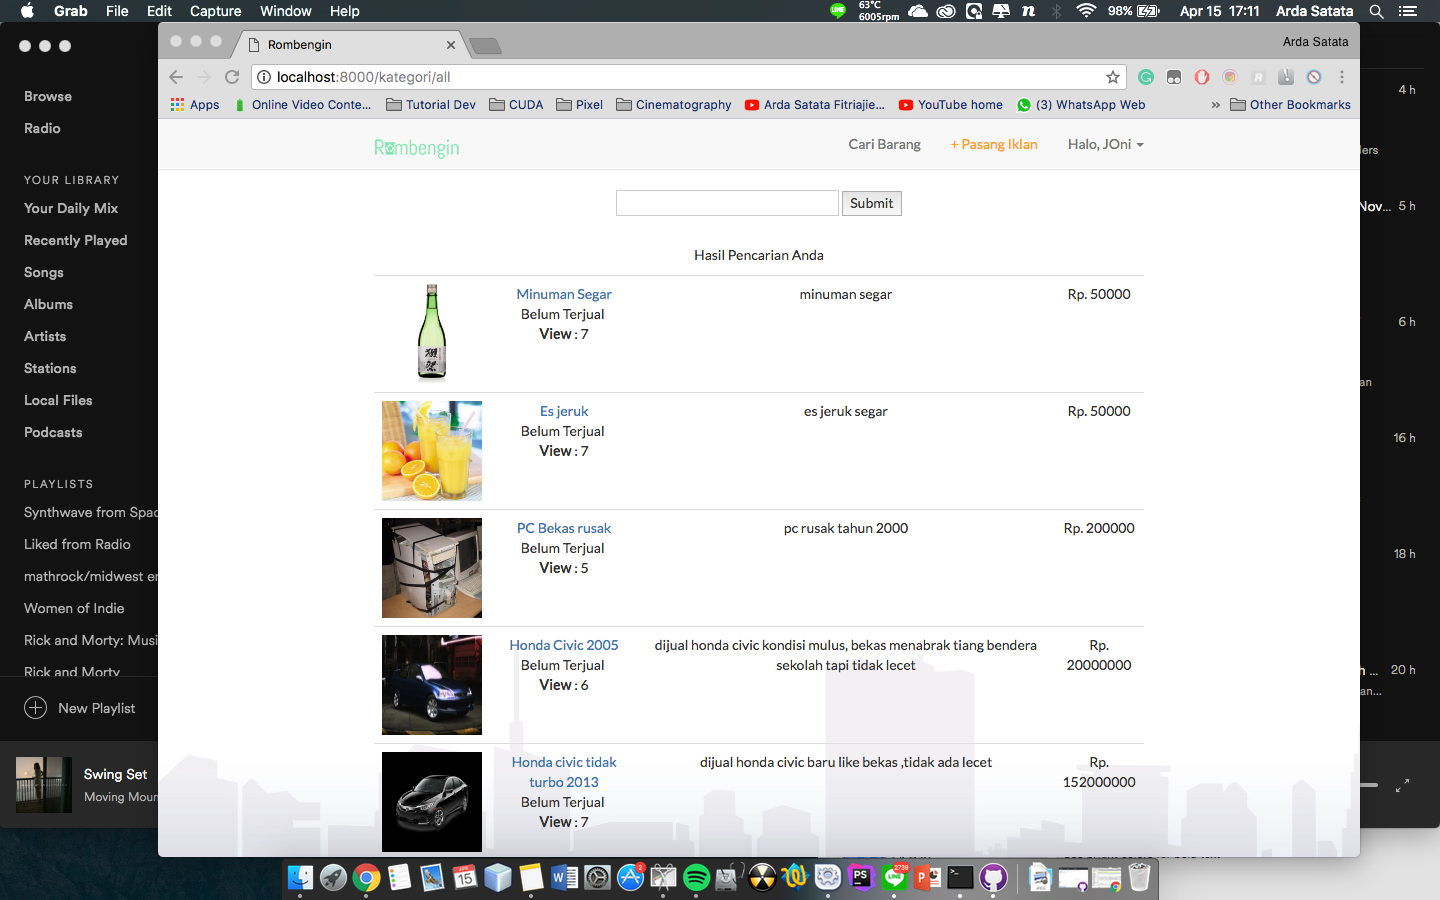 Grab File Edit Capture Window Help
63°C
6005rpm
98%
Apr 15 17:11
Arda Satata
Rombengin
Arda Satata
localhost:8000/kategori/all
Apps
Online Video Conte...
Tutorial Dev
CUDA
Pixel
Cinematography
Arda Satata Fitriajie...
YouTube home
(3) WhatsApp Web
»
Other Bookmarks
Browse
Radio
YOUR LIBRARY
Your Daily Mix
Recently Played
Songs
Albums
Artists
Stations
Local Files
Podcasts
PLAYLISTS
Synthwave from Spac
Liked from Radio
mathrock/midwest e
Women of Indie
Rick and Morty: Musi
Rick and Morty
New Playlist
Swing Set
Moving Moun
Rombengin
Cari Barang
+ Pasang Iklan
Halo, JOni
Submit
Hasil Pencarian Anda
Minuman Segar
Belum Terjual
View : 7
minuman segar
Rp. 50000
獺祭
Es jeruk
Belum Terjual
View : 7
es jeruk segar
Rp. 50000
PC Bekas rusak
Belum Terjual
View : 5
pc rusak tahun 2000
Rp. 200000
Honda Civic 2005
Belum Terjual
View : 6
dijual honda civic kondisi mulus, bekas menabrak tiang bendera
sekolah tapi tidak lecet
Rp.
20000000
Honda civic tidak
turbo 2013
Belum Terjual
View : 7
dijual honda civic baru like bekas ,tidak ada lecet
Rp.
152000000
4 h
ders
Nov... 5 h
6 h
an
16 h
18 h
20 h
an...
15
2739